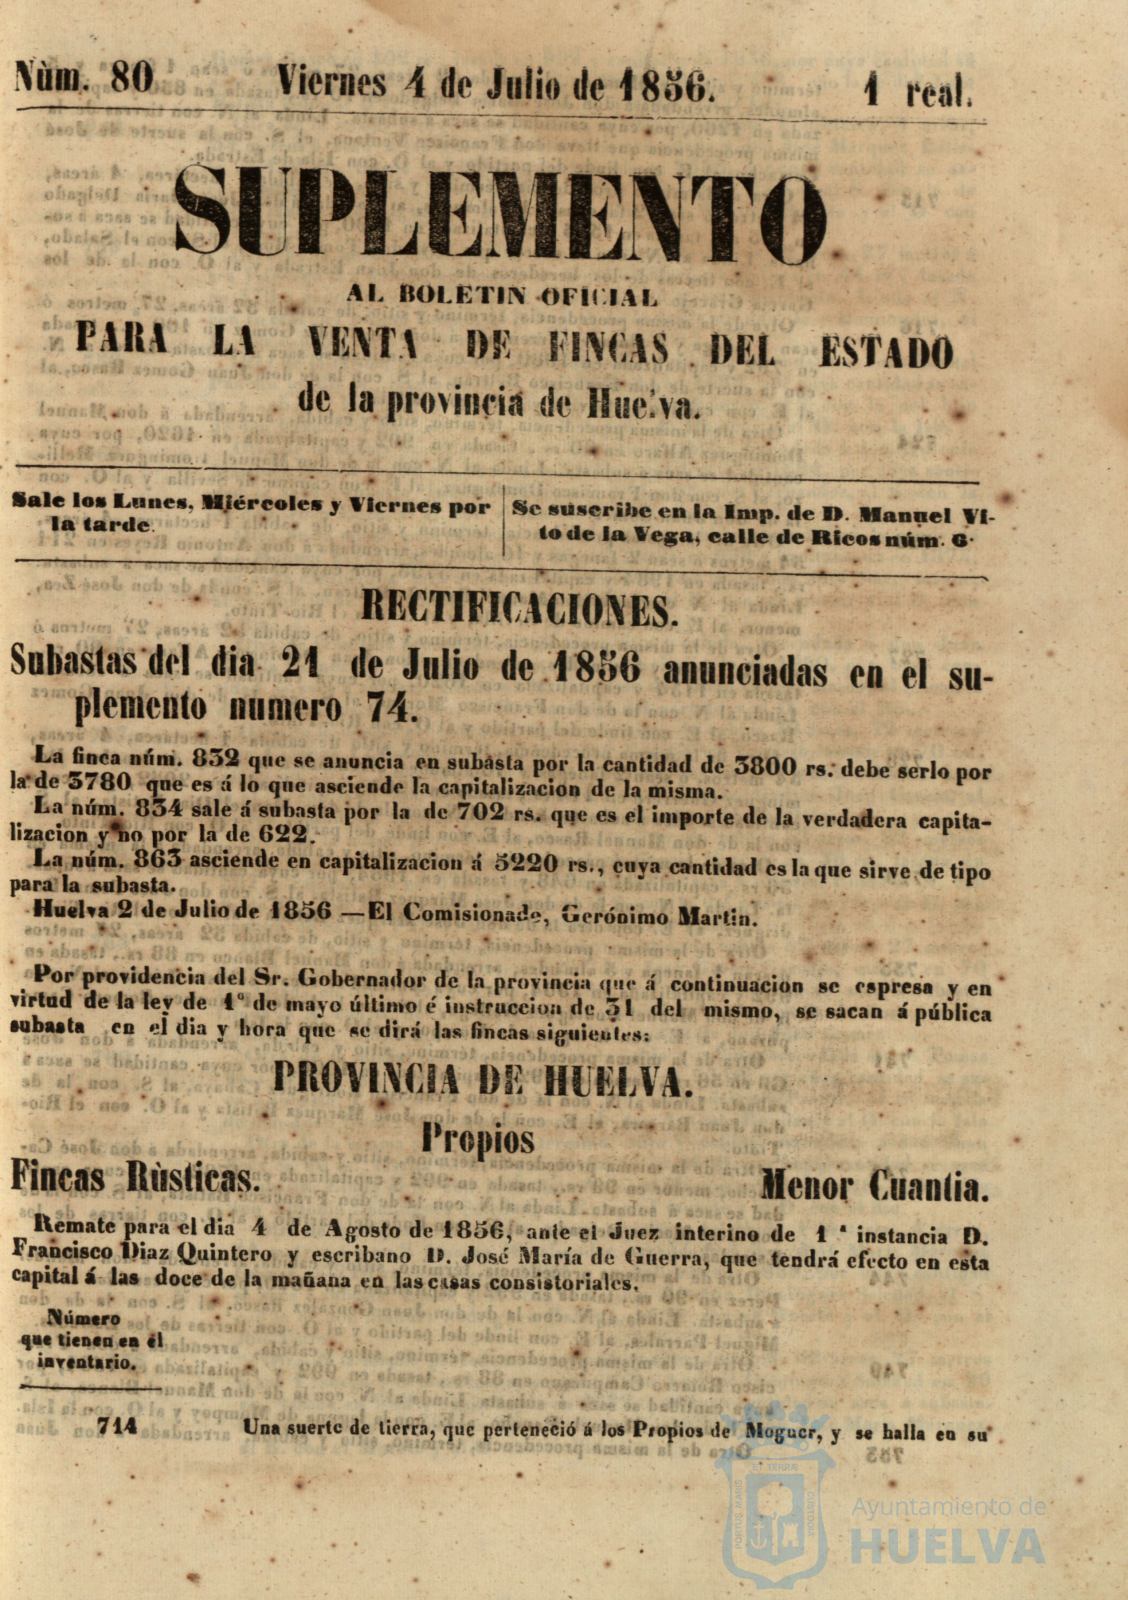 Nùm. 80 Viernes 4 de Julio de 1856. 1 real.
SUPLEMENTO
AL BOLETIN OFICIAL
PARA LA VENTA DE FINCAS DEL ESTADO
de la provincia de Huelva.
Sale los Lunes, Miércoles y Viernes por
la tarde.
Se suscribe en la Imp. de D. Manuel Vi-
to de la Vega, calle de Ricos núm. 6.
RECTIFICACIONES.
Subastas del dia 21 de Julio de 1856 anunciadas en el su-
plemento numero 74.
La finca núm. 832 que se anuncia en subasta por la cantidad de 3800 rs. debe serlo por
la de 3780 que es á lo que asciende la capitalizacion de la misma.
La núm. 834 sale á subasta por la de 702 rs. que es el importe de la verdadera capita-
lizacion y no por la de 622.
La núm. 863 asciende en capitalizacion á 5220 rs., cuya cantidad es la que sirve de tipo
para la subasta.
Huelva 2 de Julio de 1856 —El Comisionado, Gerónimo Martin.
Por providencia del Sr. Gobernador de la provincia que á continuacion se espresa y en
virtud de la ley de 1º de mayo último é instruccion de 31 del mismo, se sacan á pública
subasta en el dia y hora que se dirá las fincas siguientes:
PROVINCIA DE HUELVA.
Propios
Fincas Rùsticas. Menor Cuantia.
Remate para el dia 4 de Agosto de 1856, ante el Juez interino de 1ª instancia D.
Francisco Diaz Quintero y escribano D. José María de Guerra, que tendrá efecto en esta
capital á las doce de la mañana en las casas consistoriales.
Número
que tienen en el
inventario.
714 Una suerte de tierra, que perteneció á los Propios de Moguer, y se halla en su
Ayuntamiento de
HUELVA